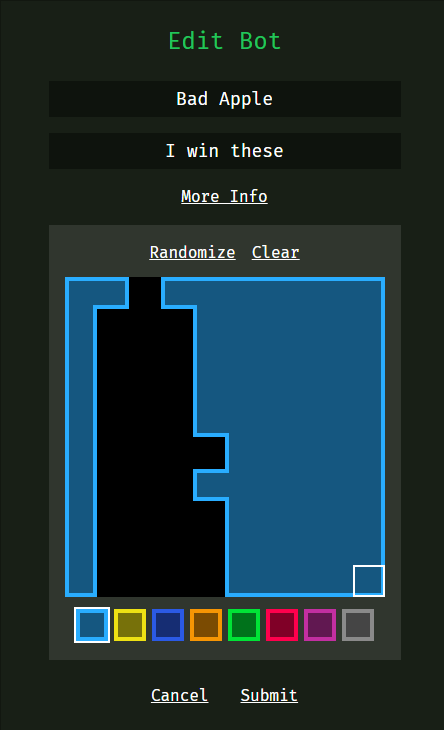 Edit Bot
Bad Apple
I win these
More Info
Randomize Clear
Cancel Submit